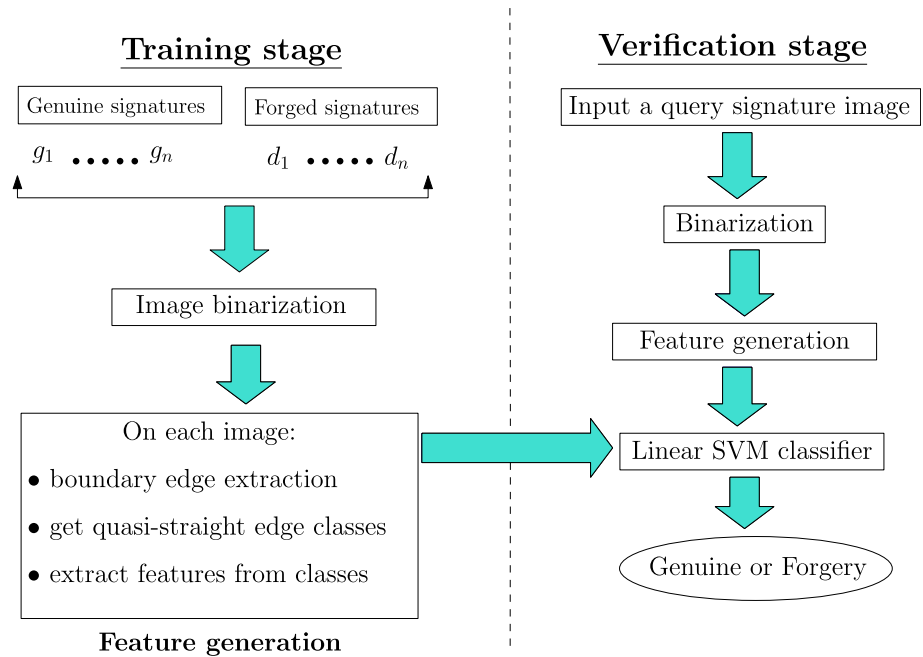 Training stage
Genuine signatures
Forged signatures
g₁ ..... gₙ
d₁ ..... dₙ
Image binarization
On each image:
• boundary edge extraction
• get quasi-straight edge classes
• extract features from classes
Feature generation
Verification stage
Input a query signature image
Binarization
Feature generation
Linear SVM classifier
Genuine or Forgery